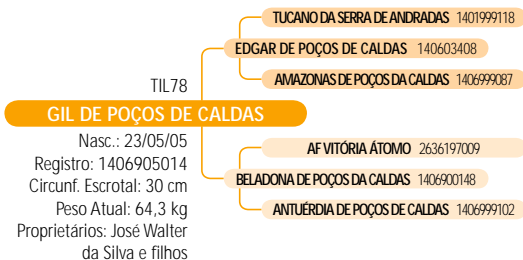 TUCANO DA SERRA DE ANDRADAS 1401999118
EDGAR DE POÇOS DE CALDAS 140603408
AMAZONAS DE POÇOS DA CALDAS 1406999087
TIL78
GIL DE POÇOS DE CALDAS
Nasc.: 23/05/05
Registro: 1406905014
Circunf. Escrotal: 30 cm
Peso Atual: 64,3 kg
Proprietários: José Walter
da Silva e filhos
AF VITÓRIA ÁTOMO 2636197009
BELADONA DE POÇOS DA CALDAS 1406900148
ANTUÉRDIA DE POÇOS DE CALDAS 1406999102